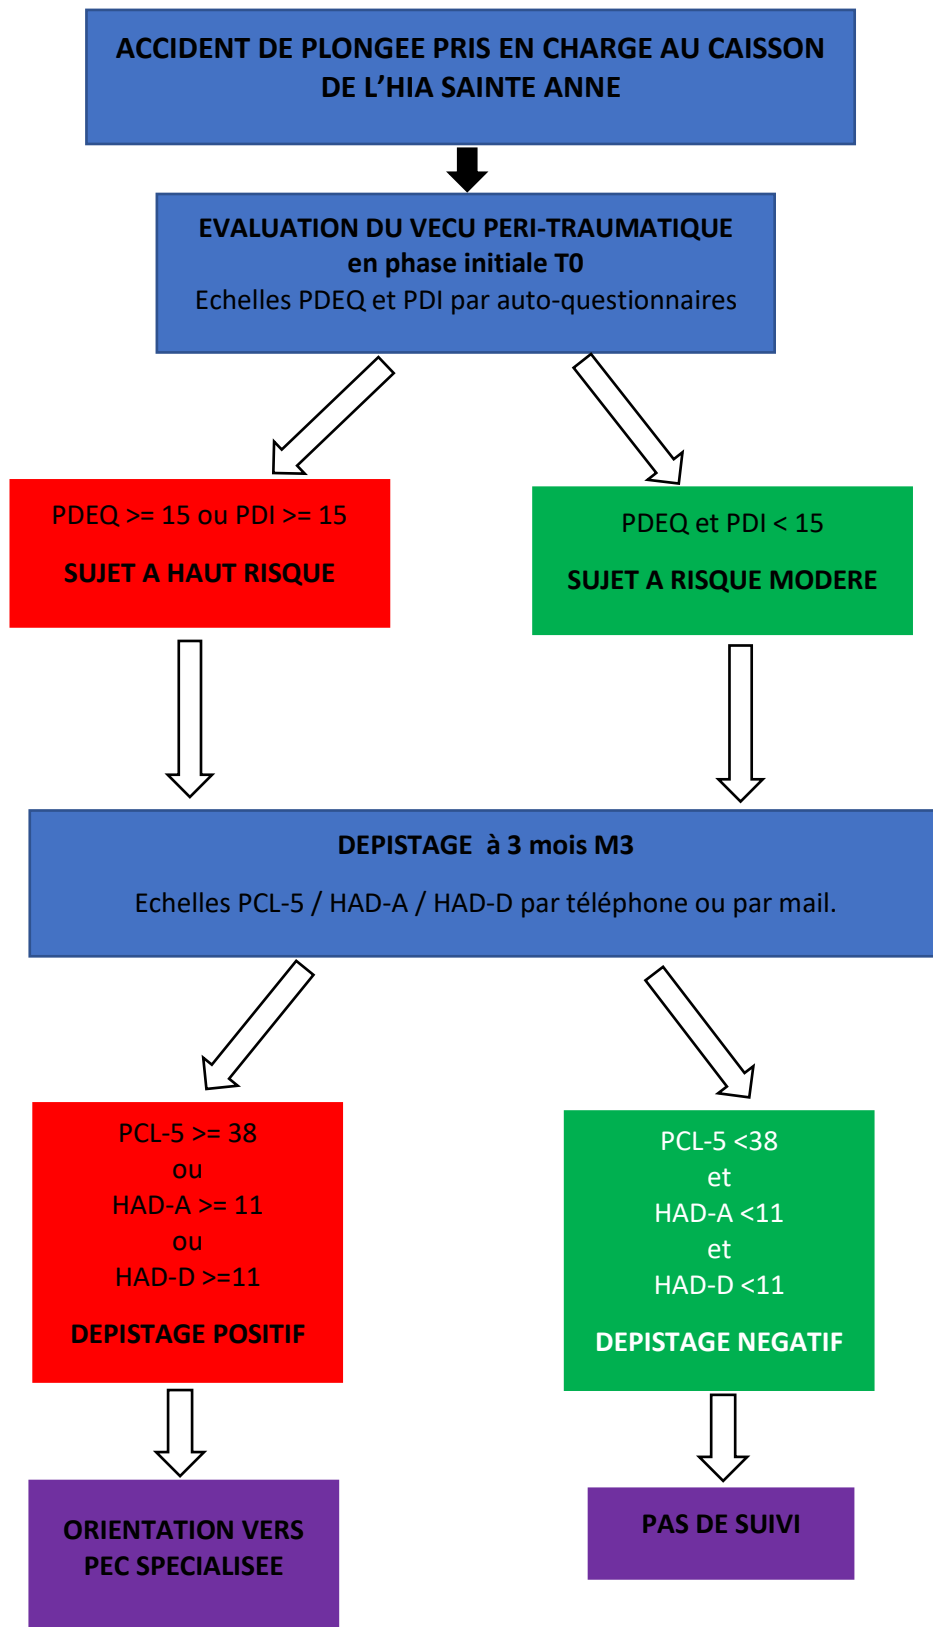 ACCIDENT DE PLONGEE PRIS EN CHARGE AU CAISSON
DE L'HIA SAINTE ANNE
EVALUATION DU VECU PERI-TRAUMATIQUE
en phase initiale T0
Echelles PDEQ et PDI par auto-questionnaires
PDEQ >= 15 ou PDI >= 15
SUJET A HAUT RISQUE
PDEQ et PDI < 15
SUJET A RISQUE MODERE
DEPISTAGE à 3 mois M3
Echelles PCL-5 / HAD-A / HAD-D par téléphone ou par mail.
PCL-5 >= 38
ou
HAD-A >= 11
ou
HAD-D >=11
DEPISTAGE POSITIF
PCL-5 <38
et
HAD-A <11
et
HAD-D <11
DEPISTAGE NEGATIF
ORIENTATION VERS
PEC SPECIALISEE
PAS DE SUIVI